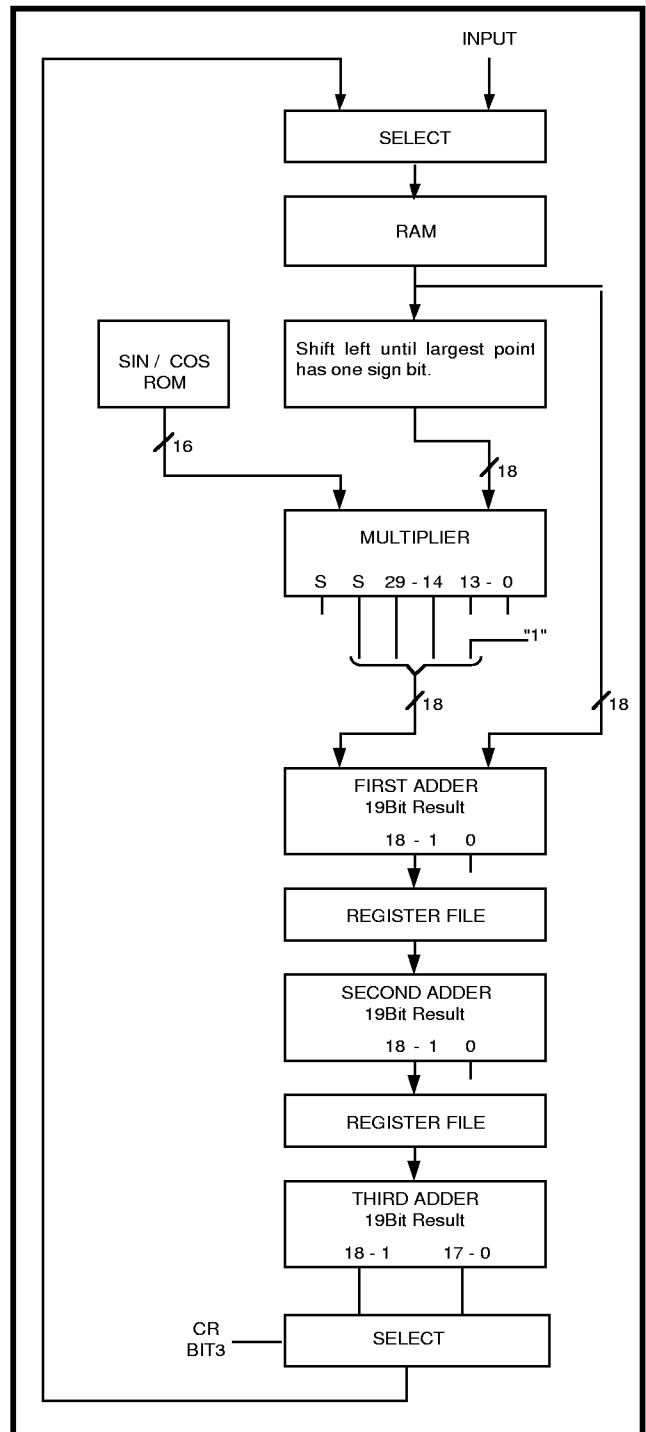 INPUT
SELECT
RAM
SIN / COS
ROM
Shift left until largest point
has one sign bit.
16
18
MULTIPLIER
S S 29 - 14 13 - 0
"1"
18
18
FIRST ADDER
19Bit Result
18 - 1 0
REGISTER FILE
SECOND ADDER
19Bit Result
18 - 1 0
REGISTER FILE
THIRD ADDER
19Bit Result
18 - 1 17 - 0
CR
BIT3
SELECT